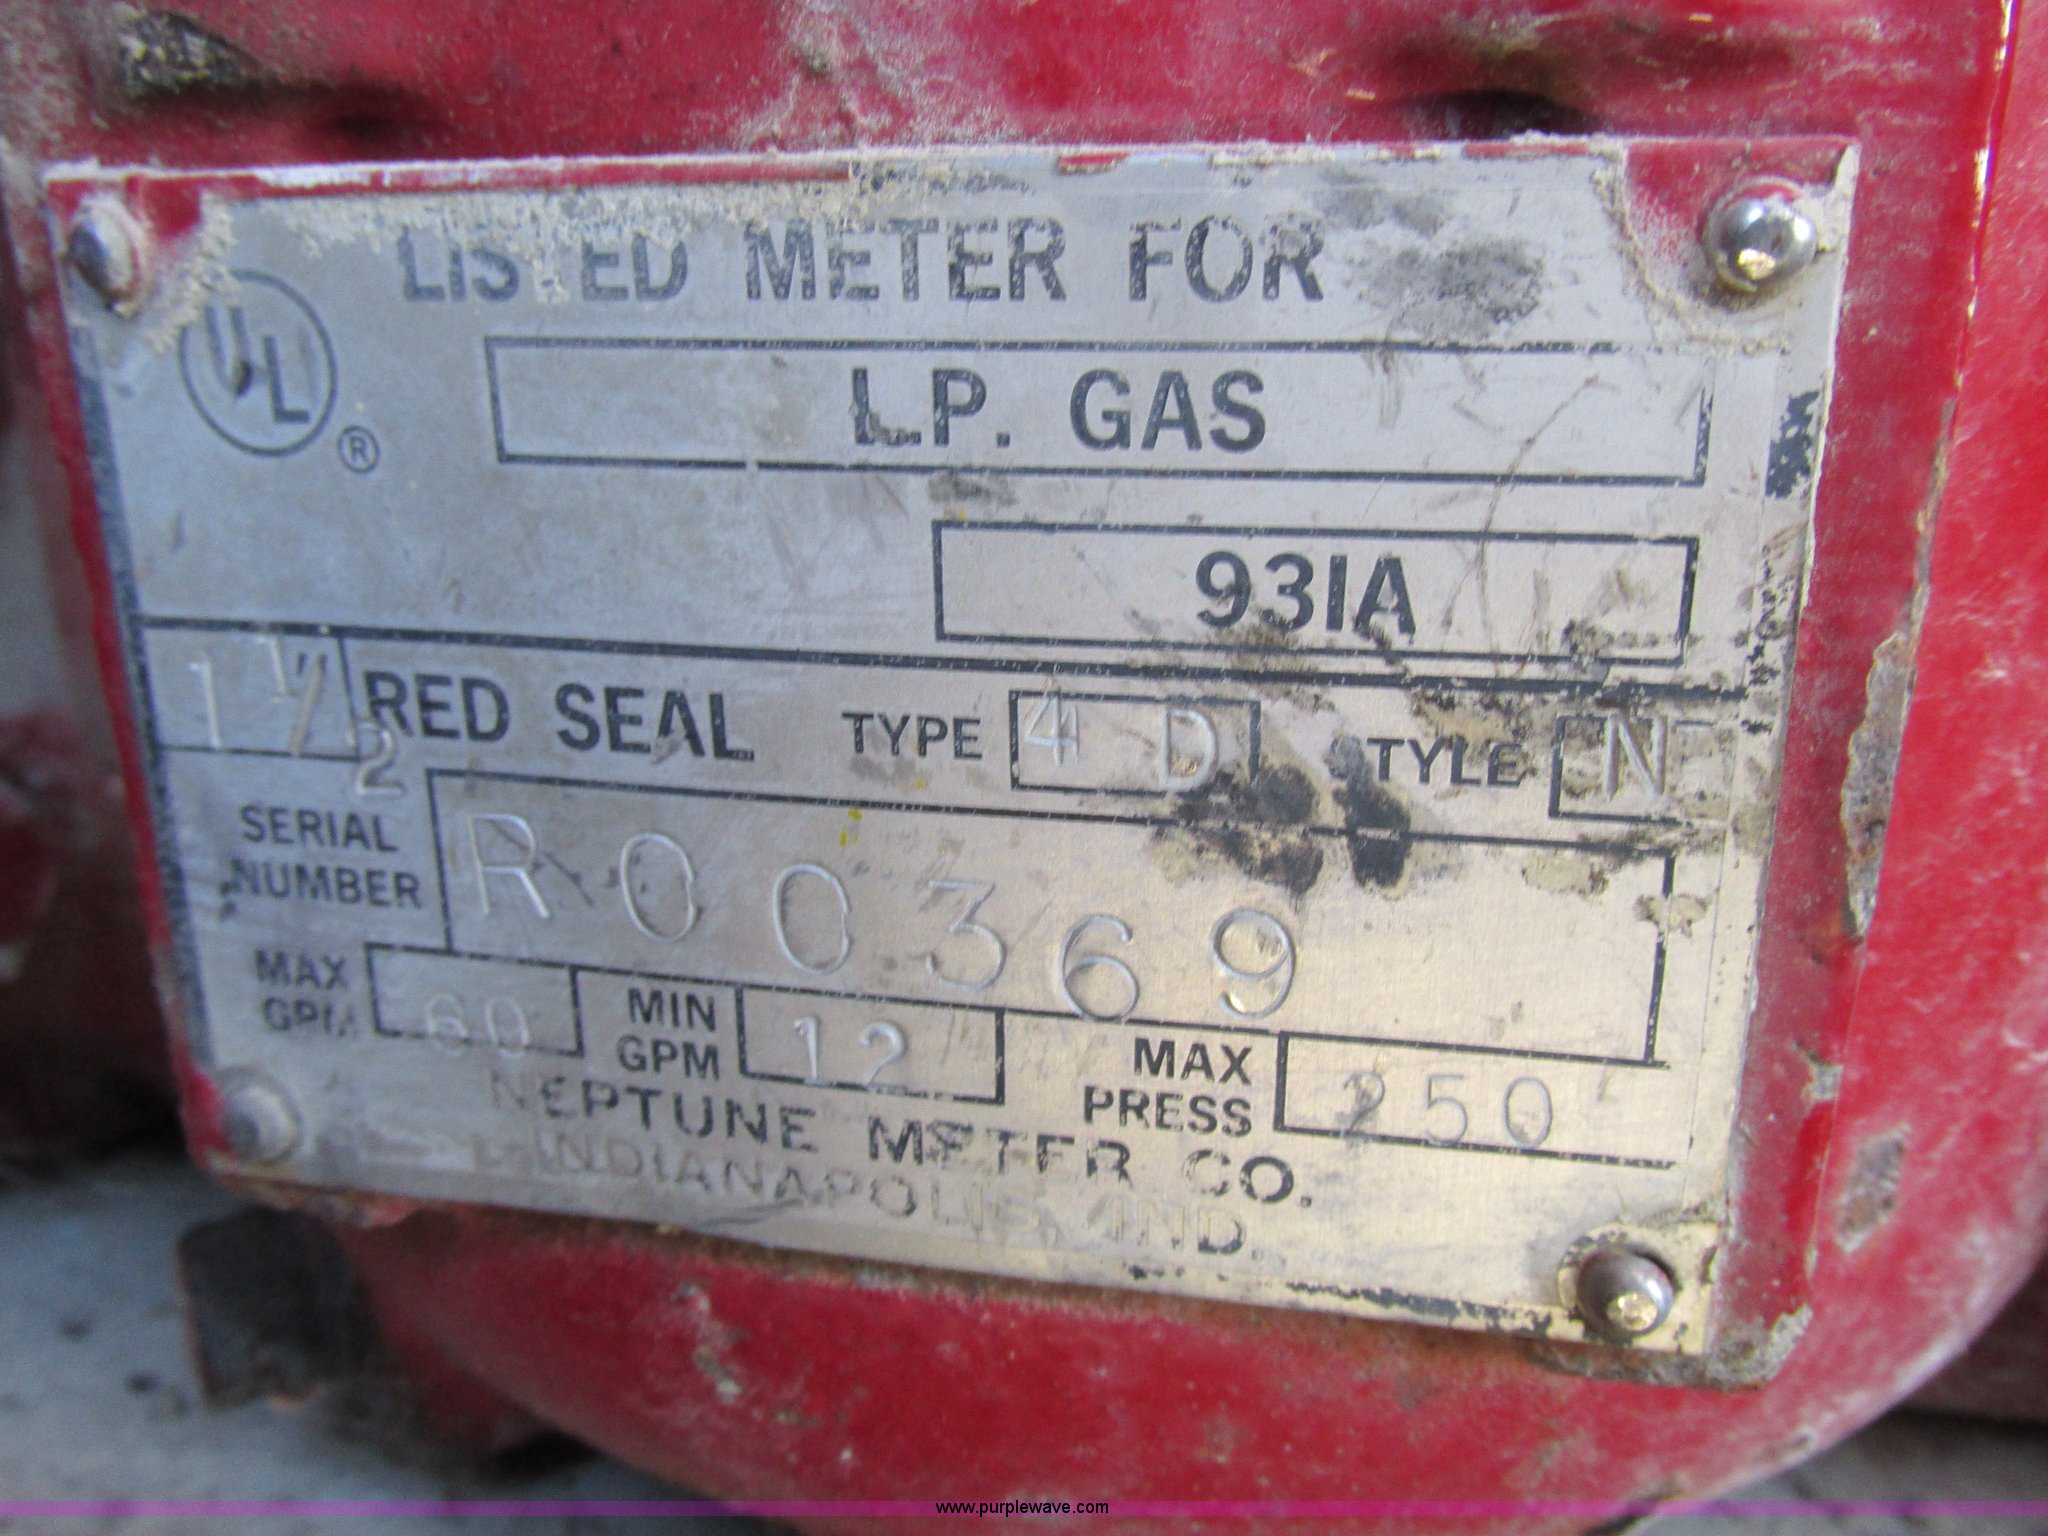 LISTED METER FOR
UL ®
L.P. GAS
931A
1 1/2" RED SEAL TYPE 4 D STYLE N
SERIAL NUMBER R00369
MAX GPM 60 MIN GPM 12 MAX PRESS 250
NEPTUNE METER CO.
INDIANAPOLIS, IND.
www.purplewave.com